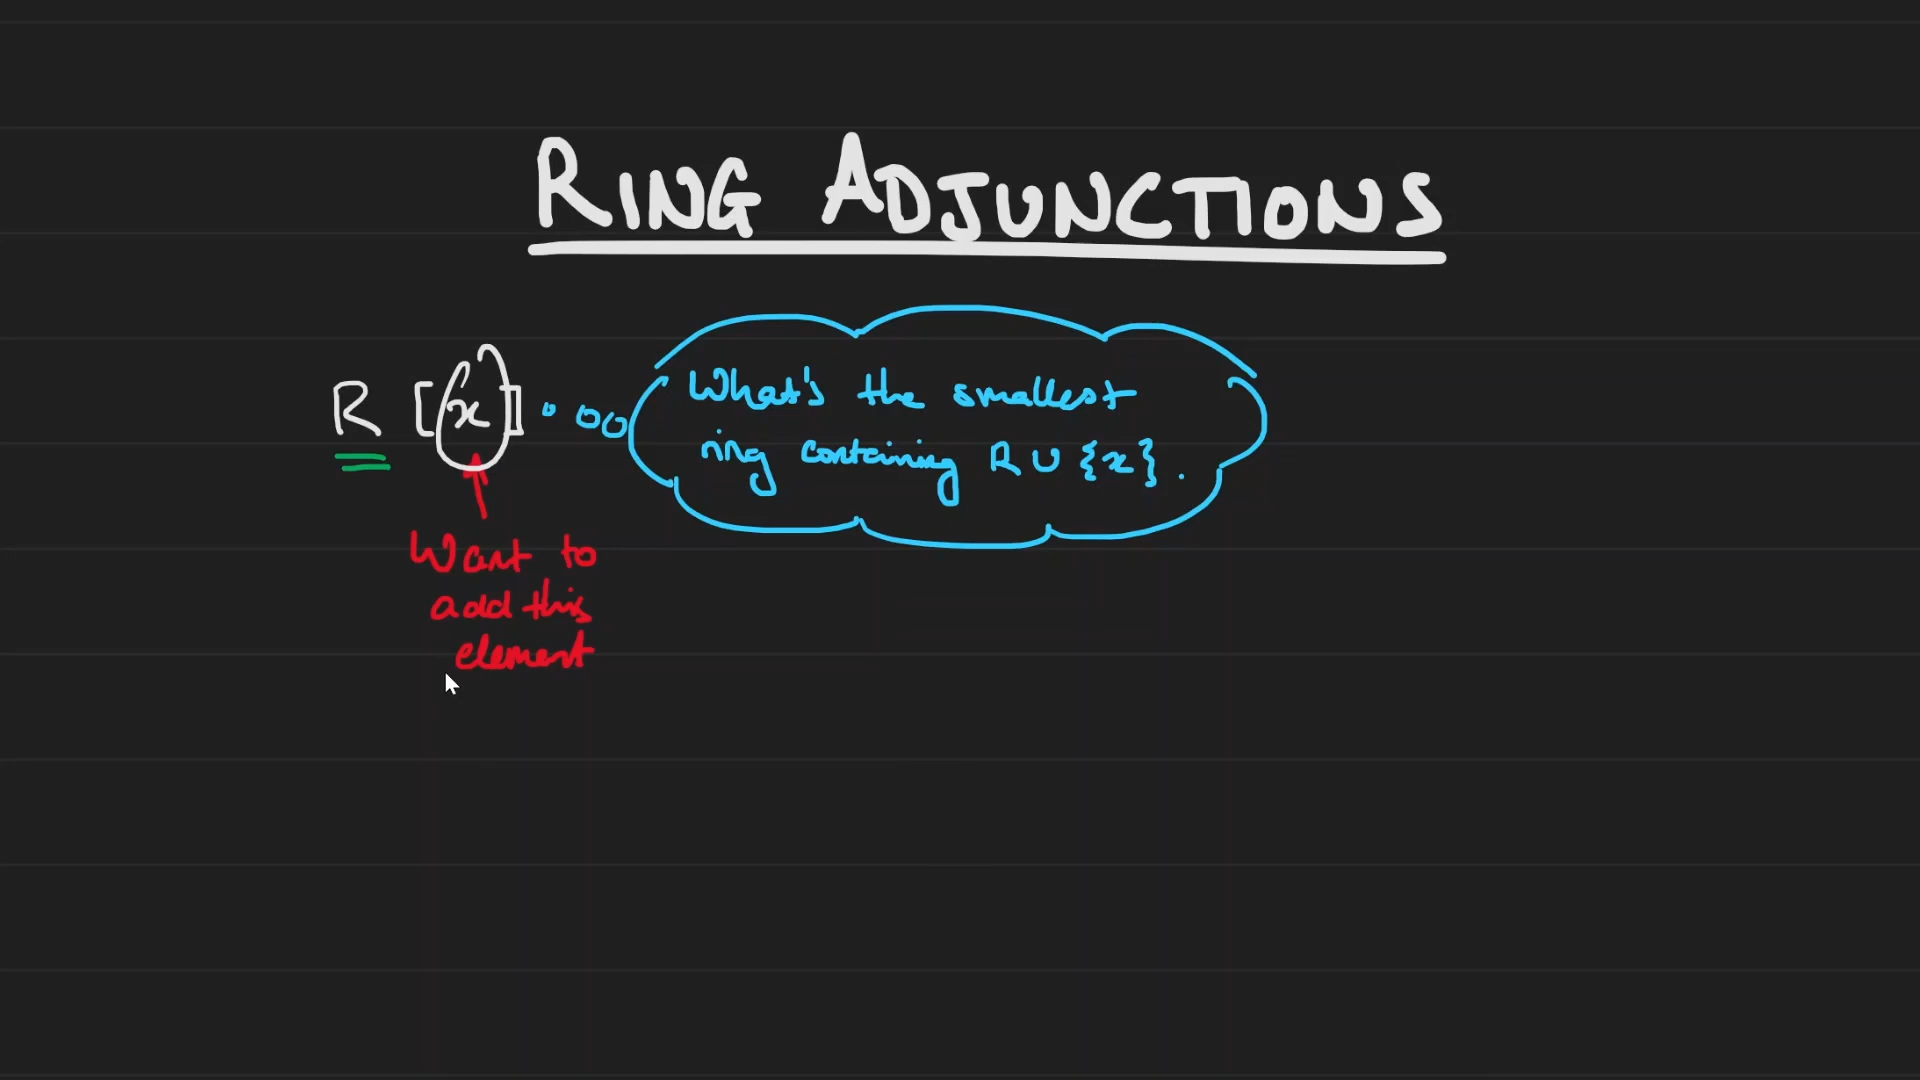 RING ADJUNCTIONS
R [x]
What's the smallest
ring containing R ∪ {x}.
Want to
add this
element